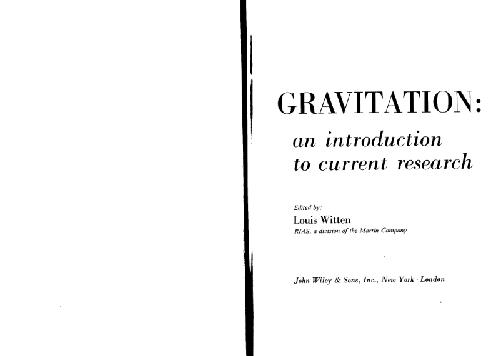 GRAVITATION:
an introduction
to current research
Edited by:
Louis Witten
RIAS, a division of the Martin Company
John Wiley & Sons, Inc., New York · London